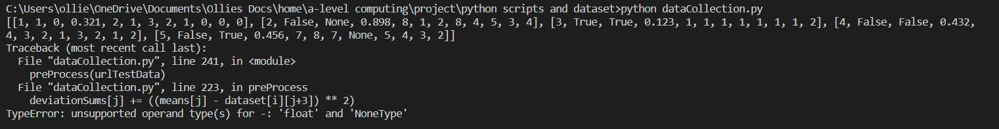 C:\Users\ollie\OneDrive\Documents\Ollies Docs\home\a-level computing\project\python scripts and dataset>python dataCollection.py
[[1, 1, 0, 0.321, 2, 1, 3, 2, 1, 0, 0, 0], [2, False, None, 0.898, 8, 1, 2, 8, 4, 5, 3, 4], [3, True, True, 0.123, 1, 1, 1, 1, 1, 1, 1, 2], [4, False, False, 0.432,
4, 3, 2, 1, 3, 2, 1, 2], [5, False, True, 0.456, 7, 8, 7, None, 5, 4, 3, 2]]
Traceback (most recent call last):
  File "dataCollection.py", line 241, in <module>
    preProcess(urlTestData)
  File "dataCollection.py", line 223, in preProcess
    deviationSums[j] += ((means[j] - dataset[i][j+3]) ** 2)
TypeError: unsupported operand type(s) for -: 'float' and 'NoneType'